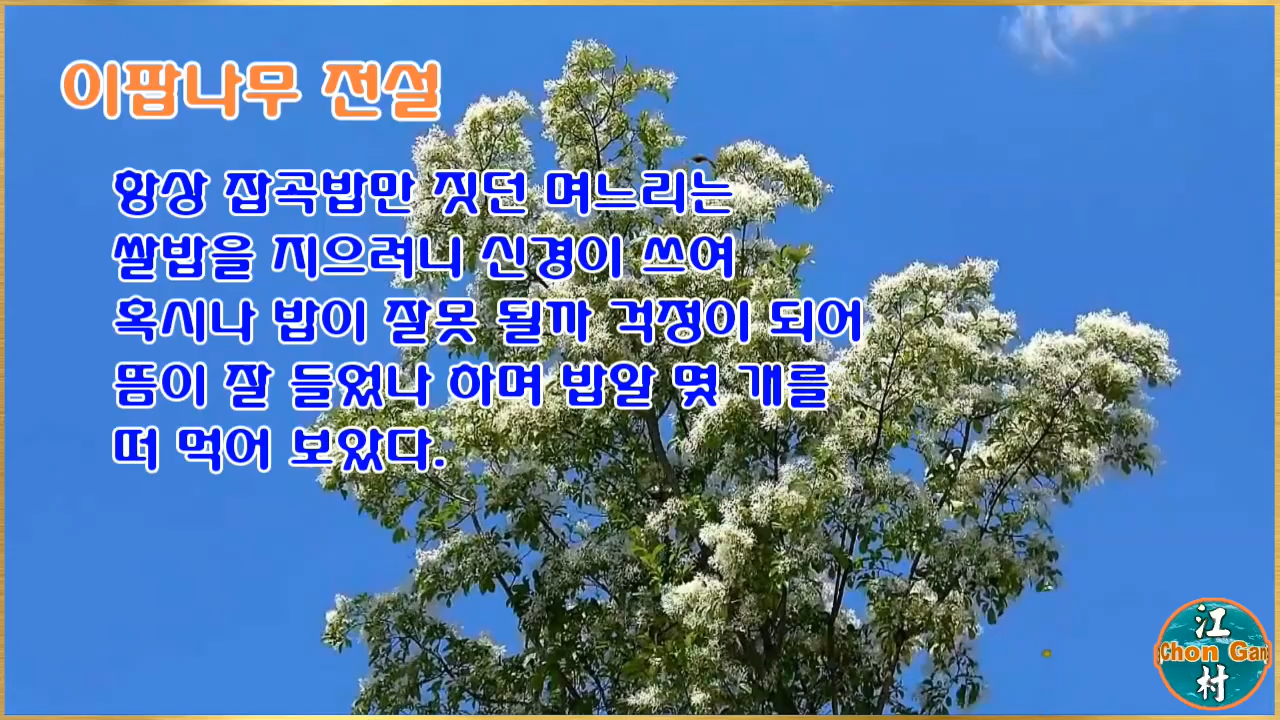 이팝나무 전설
항상 잡곡밥만 짓던 며느리는
쌀밥을 지으려니 신경이 쓰여
혹시나 밥이 잘못 될까 걱정이 되어
뜸이 잘 들었나 하며 밥알 몇 개를
떠 먹어 보았다.
江
Chon Gan
村